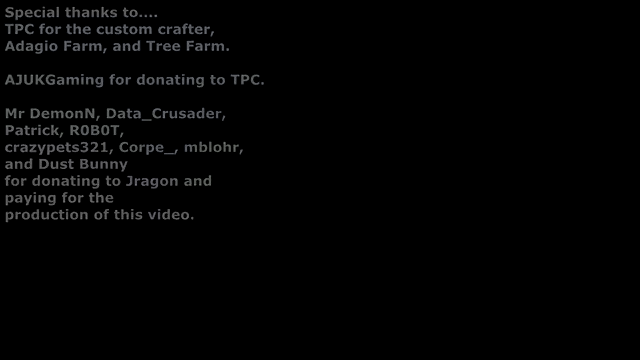 Special thanks to....
TPC for the custom crafter,
Adagio Farm, and Tree Farm.
AJUKGaming for donating to TPC.
Mr DemonN, Data_Crusader,
Patrick, R0B0T,
crazypets321, Corpe_, mblohr,
and Dust Bunny
for donating to Jragon and
paying for the
production of this video.